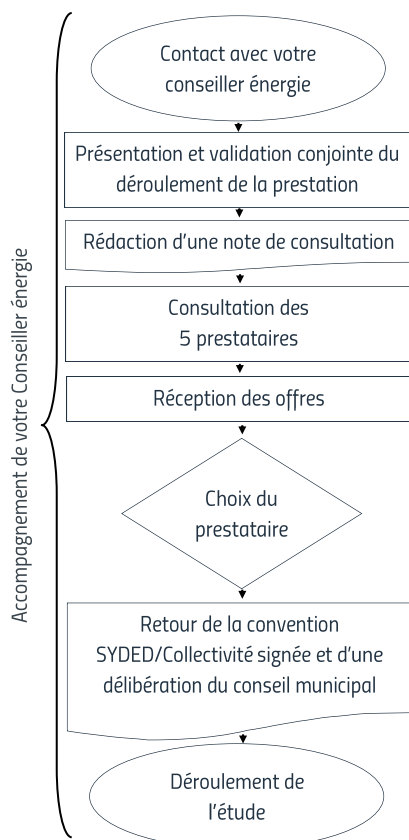 Contact avec votre
conseiller énergie
Présentation et validation conjointe du
déroulement de la prestation
Rédaction d'une note de consultation
Consultation des
5 prestataires
Réception des offres
Choix du
prestataire
Retour de la convention
SYDED/Collectivité signée et d'une
délibération du conseil municipal
Déroulement de
l'étude
Accompagnement de votre Conseiller énergie